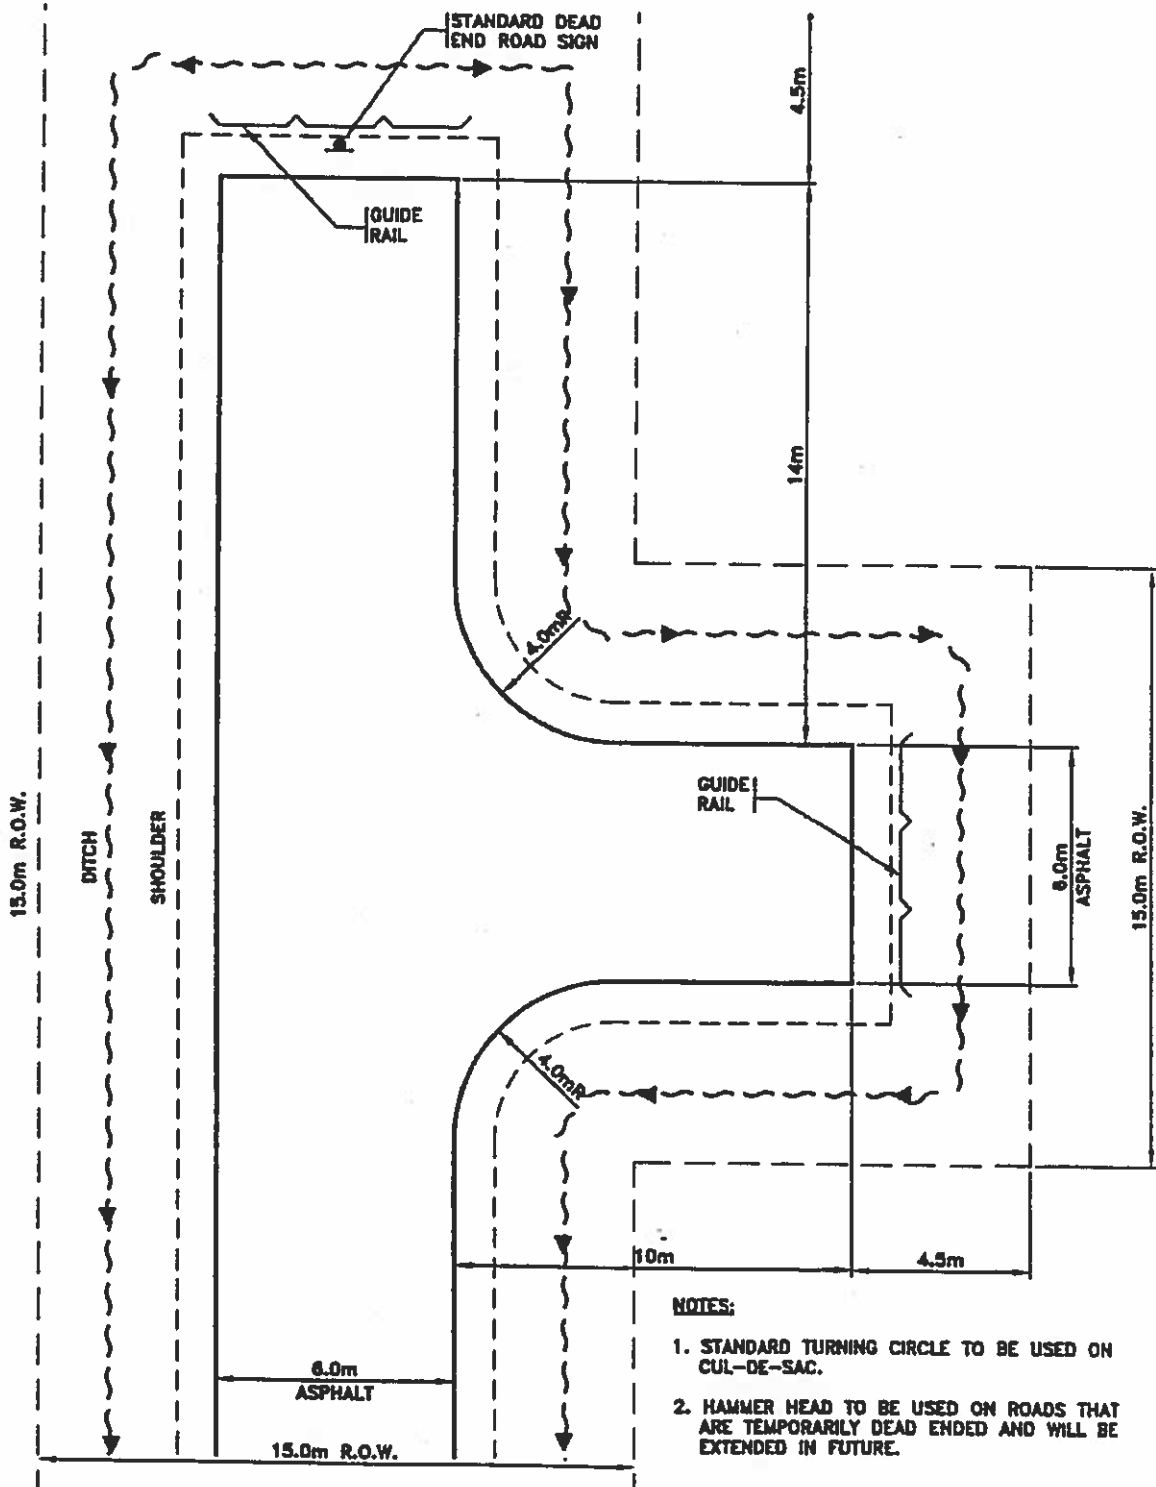 STANDARD DEAD
END ROAD SIGN
4.5m
GUIDE
RAIL
14m
4.0mR
15.0m R.O.W.
DITCH
SHOULDER
GUIDE
RAIL
6.0m
ASPHALT
15.0m R.O.W.
4.0mR
10m
4.5m
6.0m
ASPHALT
15.0m R.O.W.
NOTES:
1. STANDARD TURNING CIRCLE TO BE USED ON
CUL-DE-SAC.
2. HAMMER HEAD TO BE USED ON ROADS THAT
ARE TEMPORARILY DEAD ENDED AND WILL BE
EXTENDED IN FUTURE.